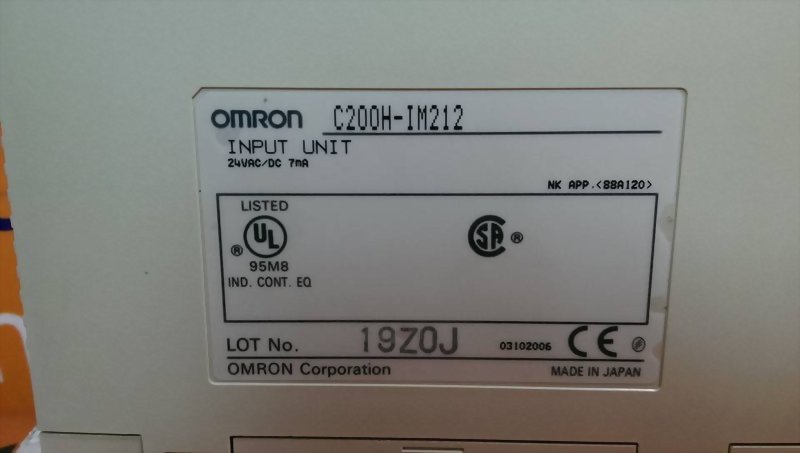 OMRON C200H-IM212
INPUT UNIT
24VAC/DC 7mA
NK APP.<88A120>
LISTED
UL ®
95M8
IND. CONT. EQ
SA ®
LOT No. 19Z0J 03102006 CE
OMRON Corporation MADE IN JAPAN